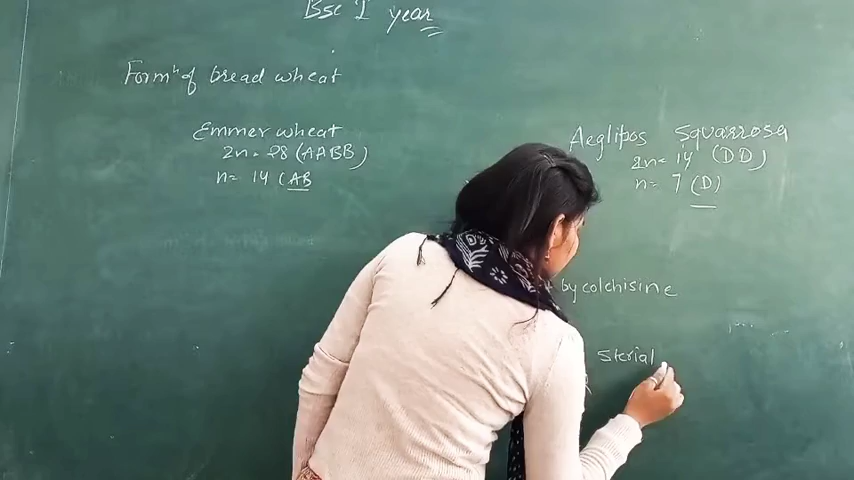 Bsc I year
Formⁿ of bread wheat
Emmer wheat
2n = 28 (AABB)
n = 14 (AB
Aeglipos Squarrosa
2n = 14 (DD)
n = 7 (D)
by colchisine
Sterial